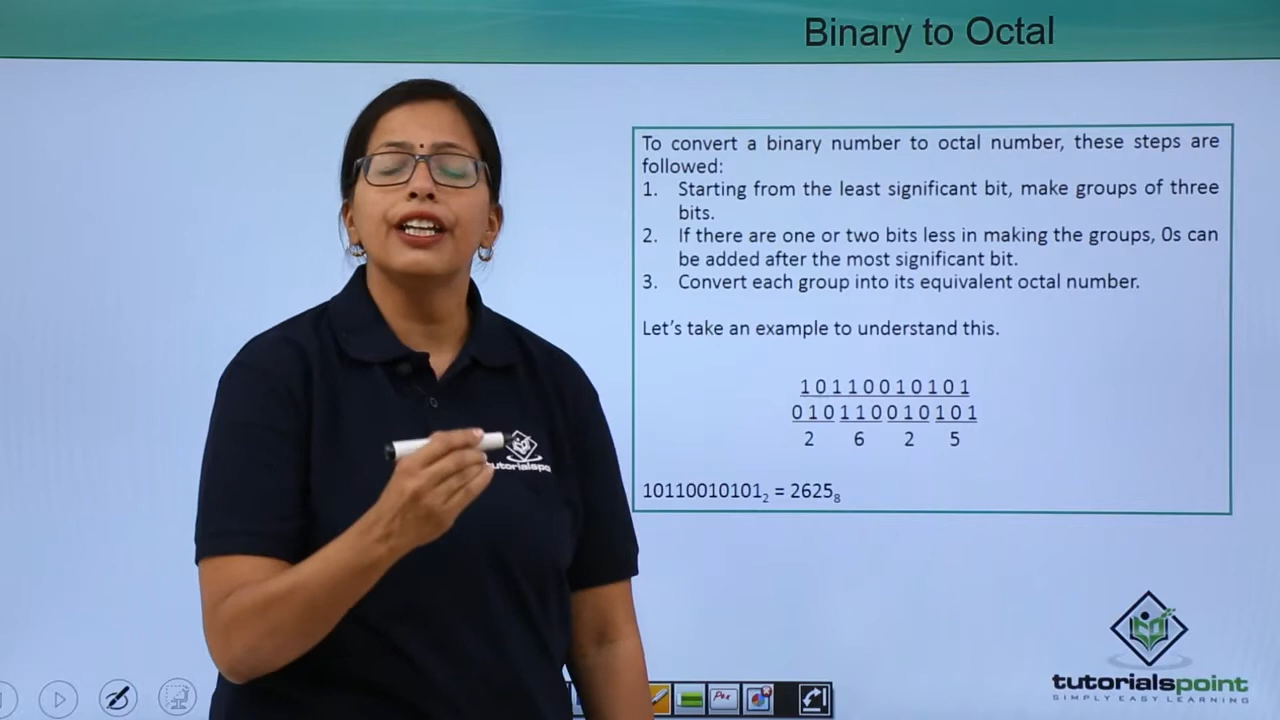 Binary to Octal
To convert a binary number to octal number, these steps are
followed:
1. Starting from the least significant bit, make groups of three
bits.
2. If there are one or two bits less in making the groups, 0s can
be added after the most significant bit.
3. Convert each group into its equivalent octal number.
Let's take an example to understand this.
1 0 1 1 0 0 1 0 1 0 1
0 1 0 1 1 0 0 1 0 1 0 1
2 6 2 5
10110010101₂ = 2625₈
tutorialspo
tutorialspoint
SIMPLY EASY LEARNING